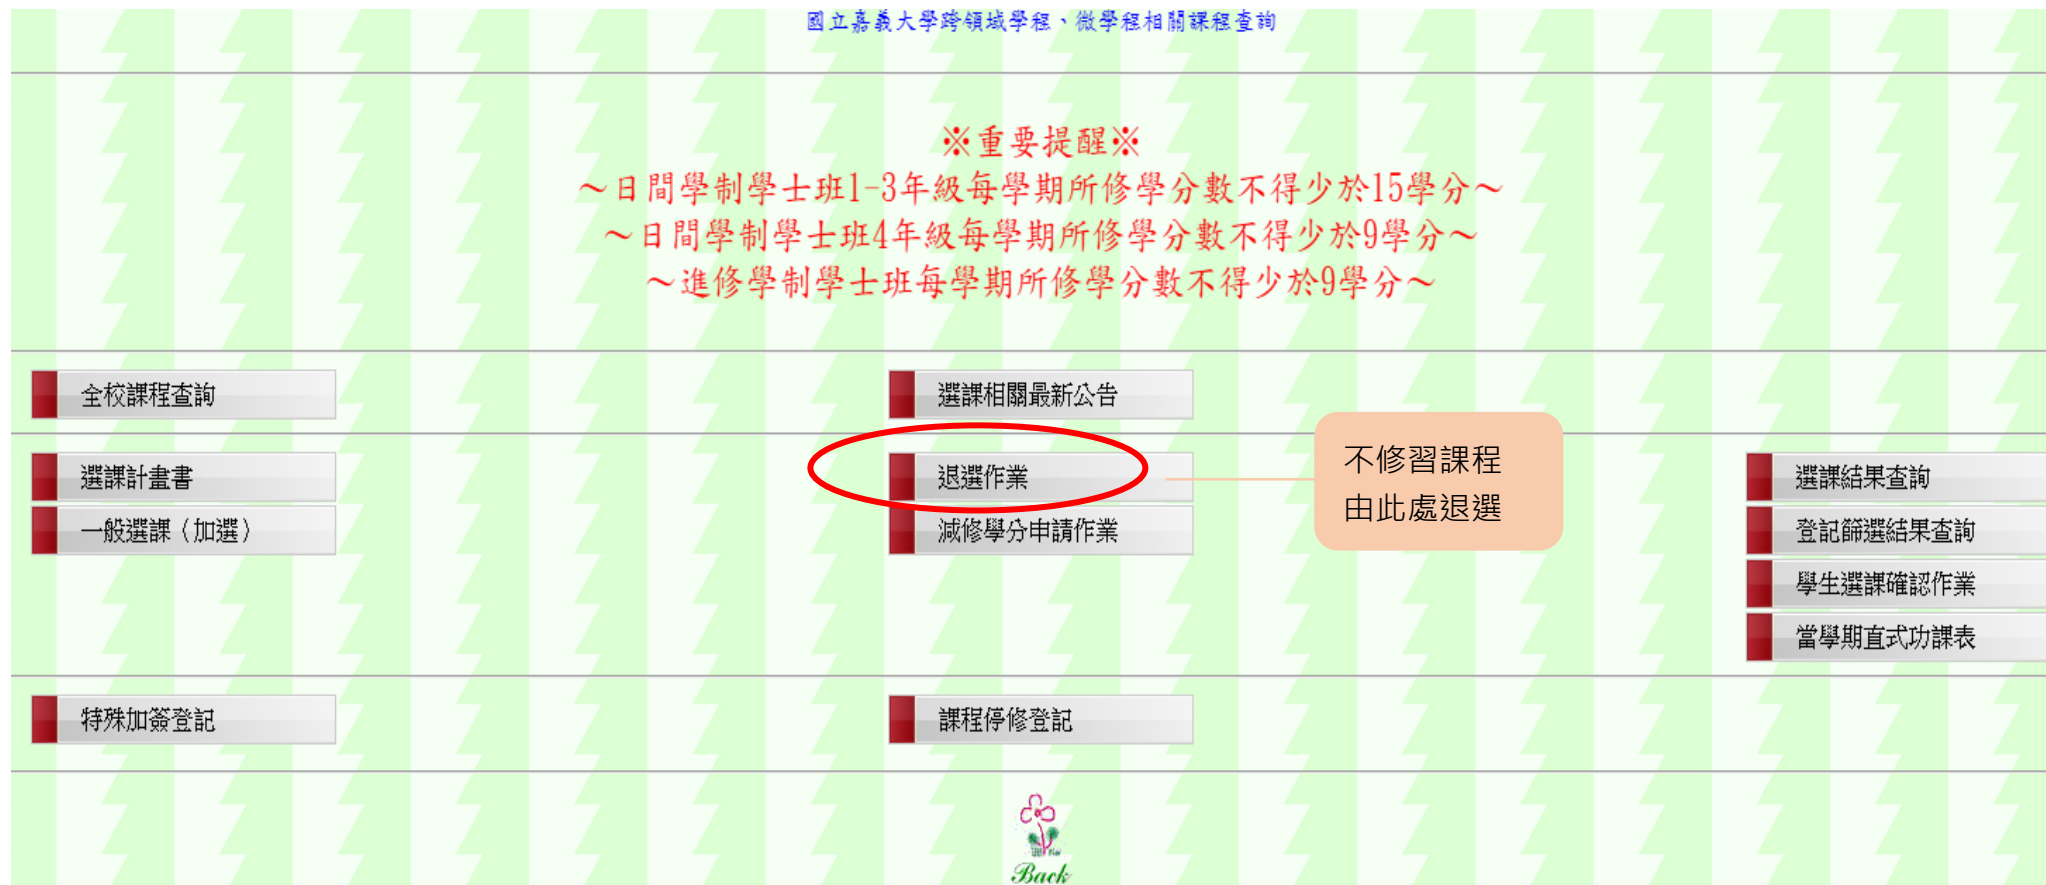 國立嘉義大學跨領域學程、微學程相關課程查詢
※重要提醒※
～日間學制學士班1-3年級每學期所修學分數不得少於15學分～
～日間學制學士班4年級每學期所修學分數不得少於9學分～
～進修學制學士班每學期所修學分數不得少於9學分～
全校課程查詢
選課相關最新公告
選課計畫書
退選作業
不修習課程
由此處退選
選課結果查詢
一般選課（加選）
減修學分申請作業
登記篩選結果查詢
學生選課確認作業
當學期直式功課表
特殊加簽登記
課程停修登記
Back